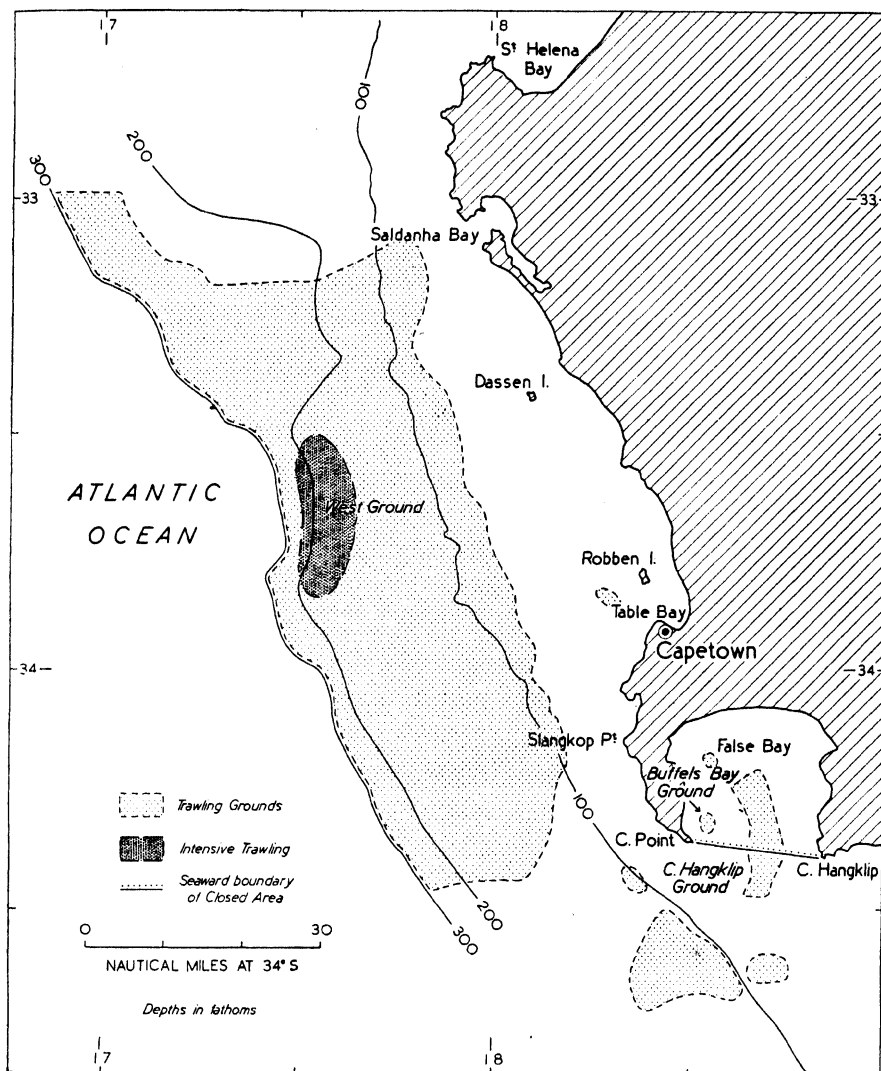 17
18
St Helena
Bay
100
200
300
33
33
Saldanha Bay
Dassen I.
ATLANTIC
OCEAN
West Ground
Robben I.
Table Bay
Capetown
34
34
Slangkop Pt
False Bay
Buffels Bay
Ground
100
C. Point
C. Hangklip
C. Hangklip
Ground
Trawling Grounds
Intensive Trawling
Seaward boundary
of Closed Area
200
300
0 30
NAUTICAL MILES AT 34° S
Depths in fathoms
17
18